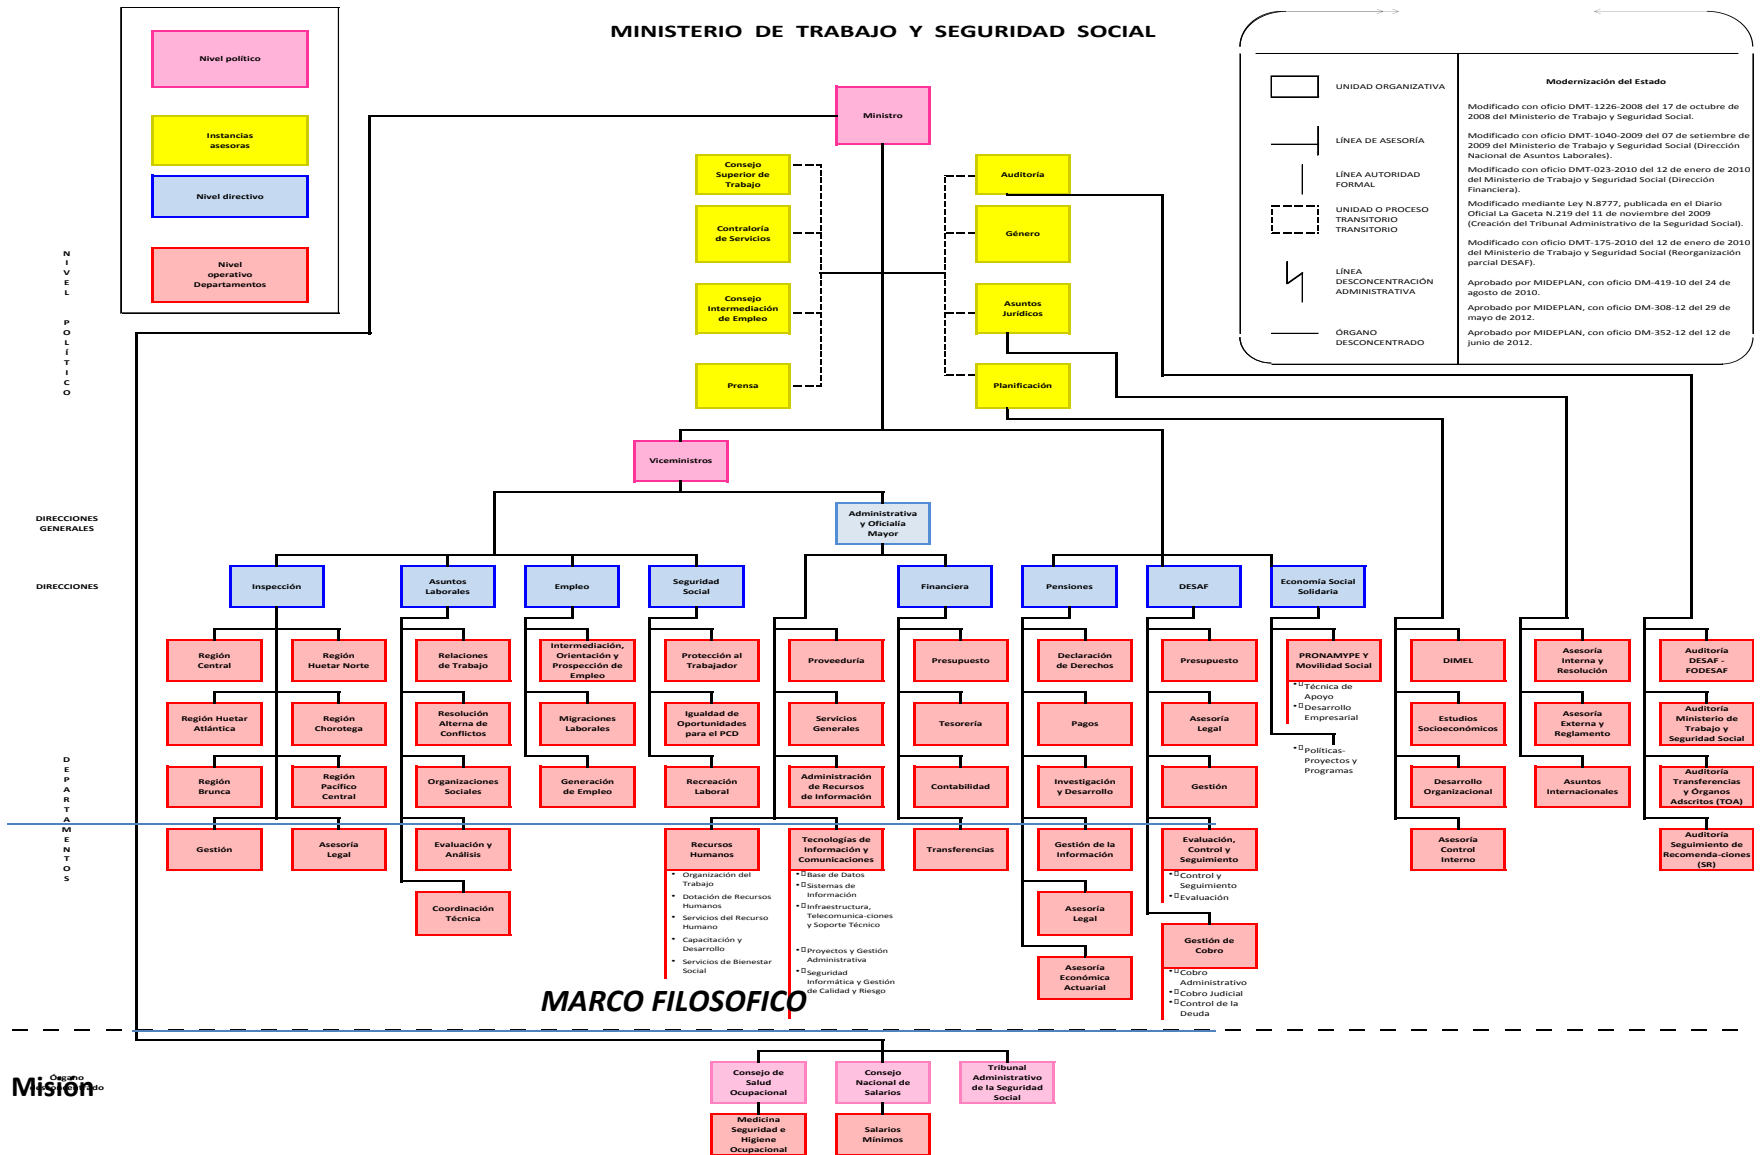 MINISTERIO DE TRABAJO Y SEGURIDAD SOCIAL
Nivel político
Instancias
asesoras
Nivel directivo
Nivel
operativo
Departamentos
UNIDAD ORGANIZATIVA
LÍNEA DE ASESORÍA
LÍNEA AUTORIDAD
FORMAL
UNIDAD O PROCESO
TRANSITORIO
TRANSITORIO
LÍNEA
DESCONCENTRACIÓN
ADMINISTRATIVA
ÓRGANO
DESCONCENTRADO
Modernización del Estado
Modificado con oficio DMT-1226-2008 del 17 de octubre de
2008 del Ministerio de Trabajo y Seguridad Social.
Modificado con oficio DMT-1040-2009 del 07 de setiembre de
2009 del Ministerio de Trabajo y Seguridad Social (Dirección
Nacional de Asuntos Laborales).
Modificado con oficio DMT-023-2010 del 12 de enero de 2010
del Ministerio de Trabajo y Seguridad Social (Dirección
Financiera).
Modificado mediante Ley N.8777, publicada en el Diario
Oficial La Gaceta N.219 del 11 de noviembre del 2009
(Creación del Tribunal Administrativo de la Seguridad Social).
Modificado con oficio DMT-175-2010 del 12 de enero de 2010
del Ministerio de Trabajo y Seguridad Social (Reorganización
parcial DESAF).
Aprobado por MIDEPLAN, con oficio DM-419-10 del 24 de
agosto de 2010.
Aprobado por MIDEPLAN, con oficio DM-308-12 del 29 de
mayo de 2012.
Aprobado por MIDEPLAN, con oficio DM-352-12 del 12 de
junio de 2012.
NIVEL POLÍTICO
Ministro
Consejo
Superior de
Trabajo
Auditoría
Contraloría
de Servicios
Género
Consejo
Intermediación
de Empleo
Asuntos
Jurídicos
Prensa
Planificación
Viceministros
DIRECCIONES
GENERALES
Administrativa
y Oficialía
Mayor
DIRECCIONES
Inspección
Asuntos
Laborales
Empleo
Seguridad
Social
Financiera
Pensiones
DESAF
Economía Social
Solidaria
DEPARTAMENTOS
Región
Central
Región
Huetar Norte
Relaciones
de Trabajo
Intermediación,
Orientación y
Prospección de
Empleo
Protección al
Trabajador
Proveeduría
Presupuesto
Declaración
de Derechos
Presupuesto
PRONAMYPE Y
Movilidad Social
• Técnica de
Apoyo
• Desarrollo
Empresarial
• Políticas-
Proyectos y
Programas
DIMEL
Asesoría
Interna y
Resolución
Auditoría
DESAF -
FODESAF
Región Huetar
Atlántica
Región
Chorotega
Resolución
Alterna de
Conflictos
Migraciones
Laborales
Igualdad de
Oportunidades
para el PCD
Servicios
Generales
Tesorería
Pagos
Asesoría
Legal
Estudios
Socioeconómicos
Asesoría
Externa y
Reglamento
Auditoría
Ministerio de
Trabajo y
Seguridad Social
Región
Brunca
Región
Pacífico
Central
Organizaciones
Sociales
Generación
de Empleo
Recreación
Laboral
Administración
de Recursos
de Información
Contabilidad
Investigación
y Desarrollo
Gestión
Desarrollo
Organizacional
Asuntos
Internacionales
Auditoría
Transferencias
y Órganos
Adscritos (TOA)
Gestión
Asesoría
Legal
Evaluación y
Análisis
Recursos
Humanos
• Organización del
Trabajo
• Dotación de Recursos
Humanos
• Servicios del Recurso
Humano
• Capacitación y
Desarrollo
• Servicios de Bienestar
Social
Tecnologías de
Información y
Comunicaciones
• Base de Datos
• Sistemas de
Información
• Infraestructura,
Telecomunica-ciones
y Soporte Técnico
• Proyectos y Gestión
Administrativa
• Seguridad
Informática y Gestión
de Calidad y Riesgo
Transferencias
Gestión de la
Información
Evaluación,
Control y
Seguimiento
• Control y
Seguimiento
• Evaluación
Asesoría
Control
Interno
Auditoría
Seguimiento de
Recomenda-ciones
(SR)
Coordinación
Técnica
Asesoría
Legal
Gestión de
Cobro
• Cobro
Administrativo
• Cobro Judicial
• Control de la
Deuda
Asesoría
Económica
Actuarial
MARCO FILOSOFICO
Misión
Órgano
desconcentrado
Consejo de
Salud
Ocupacional
Consejo
Nacional de
Salarios
Tribunal
Administrativo
de la Seguridad
Social
Medicina
Seguridad e
Higiene
Ocupacional
Salarios
Mínimos